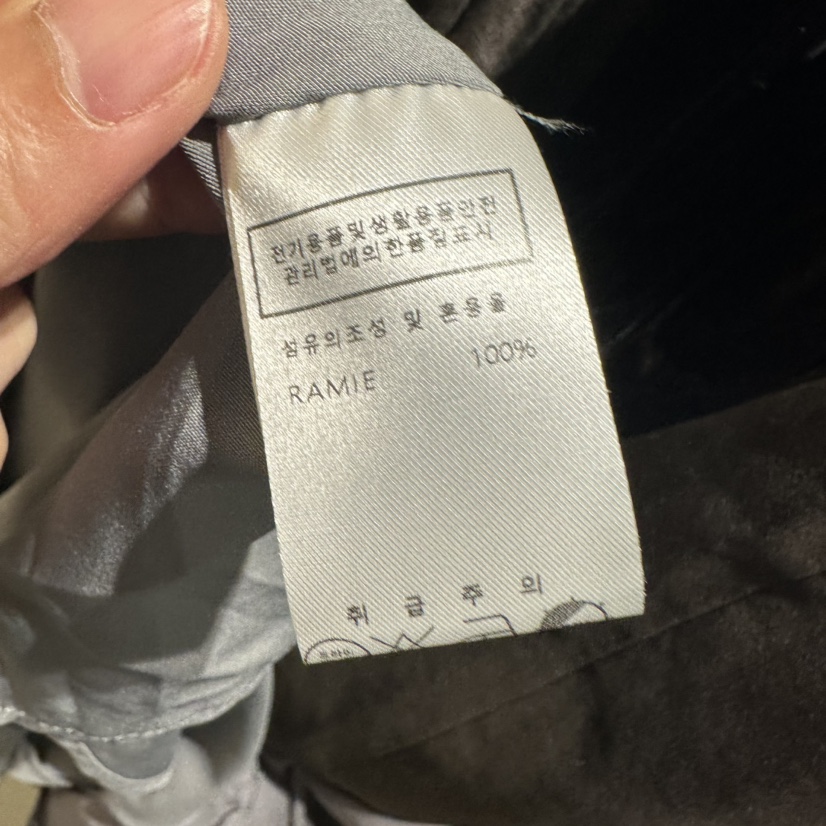 전기용품및생활용품안전
관리법에의한품질표시
섬유의조성 및 혼용율
RAMIE 100%
취급주의